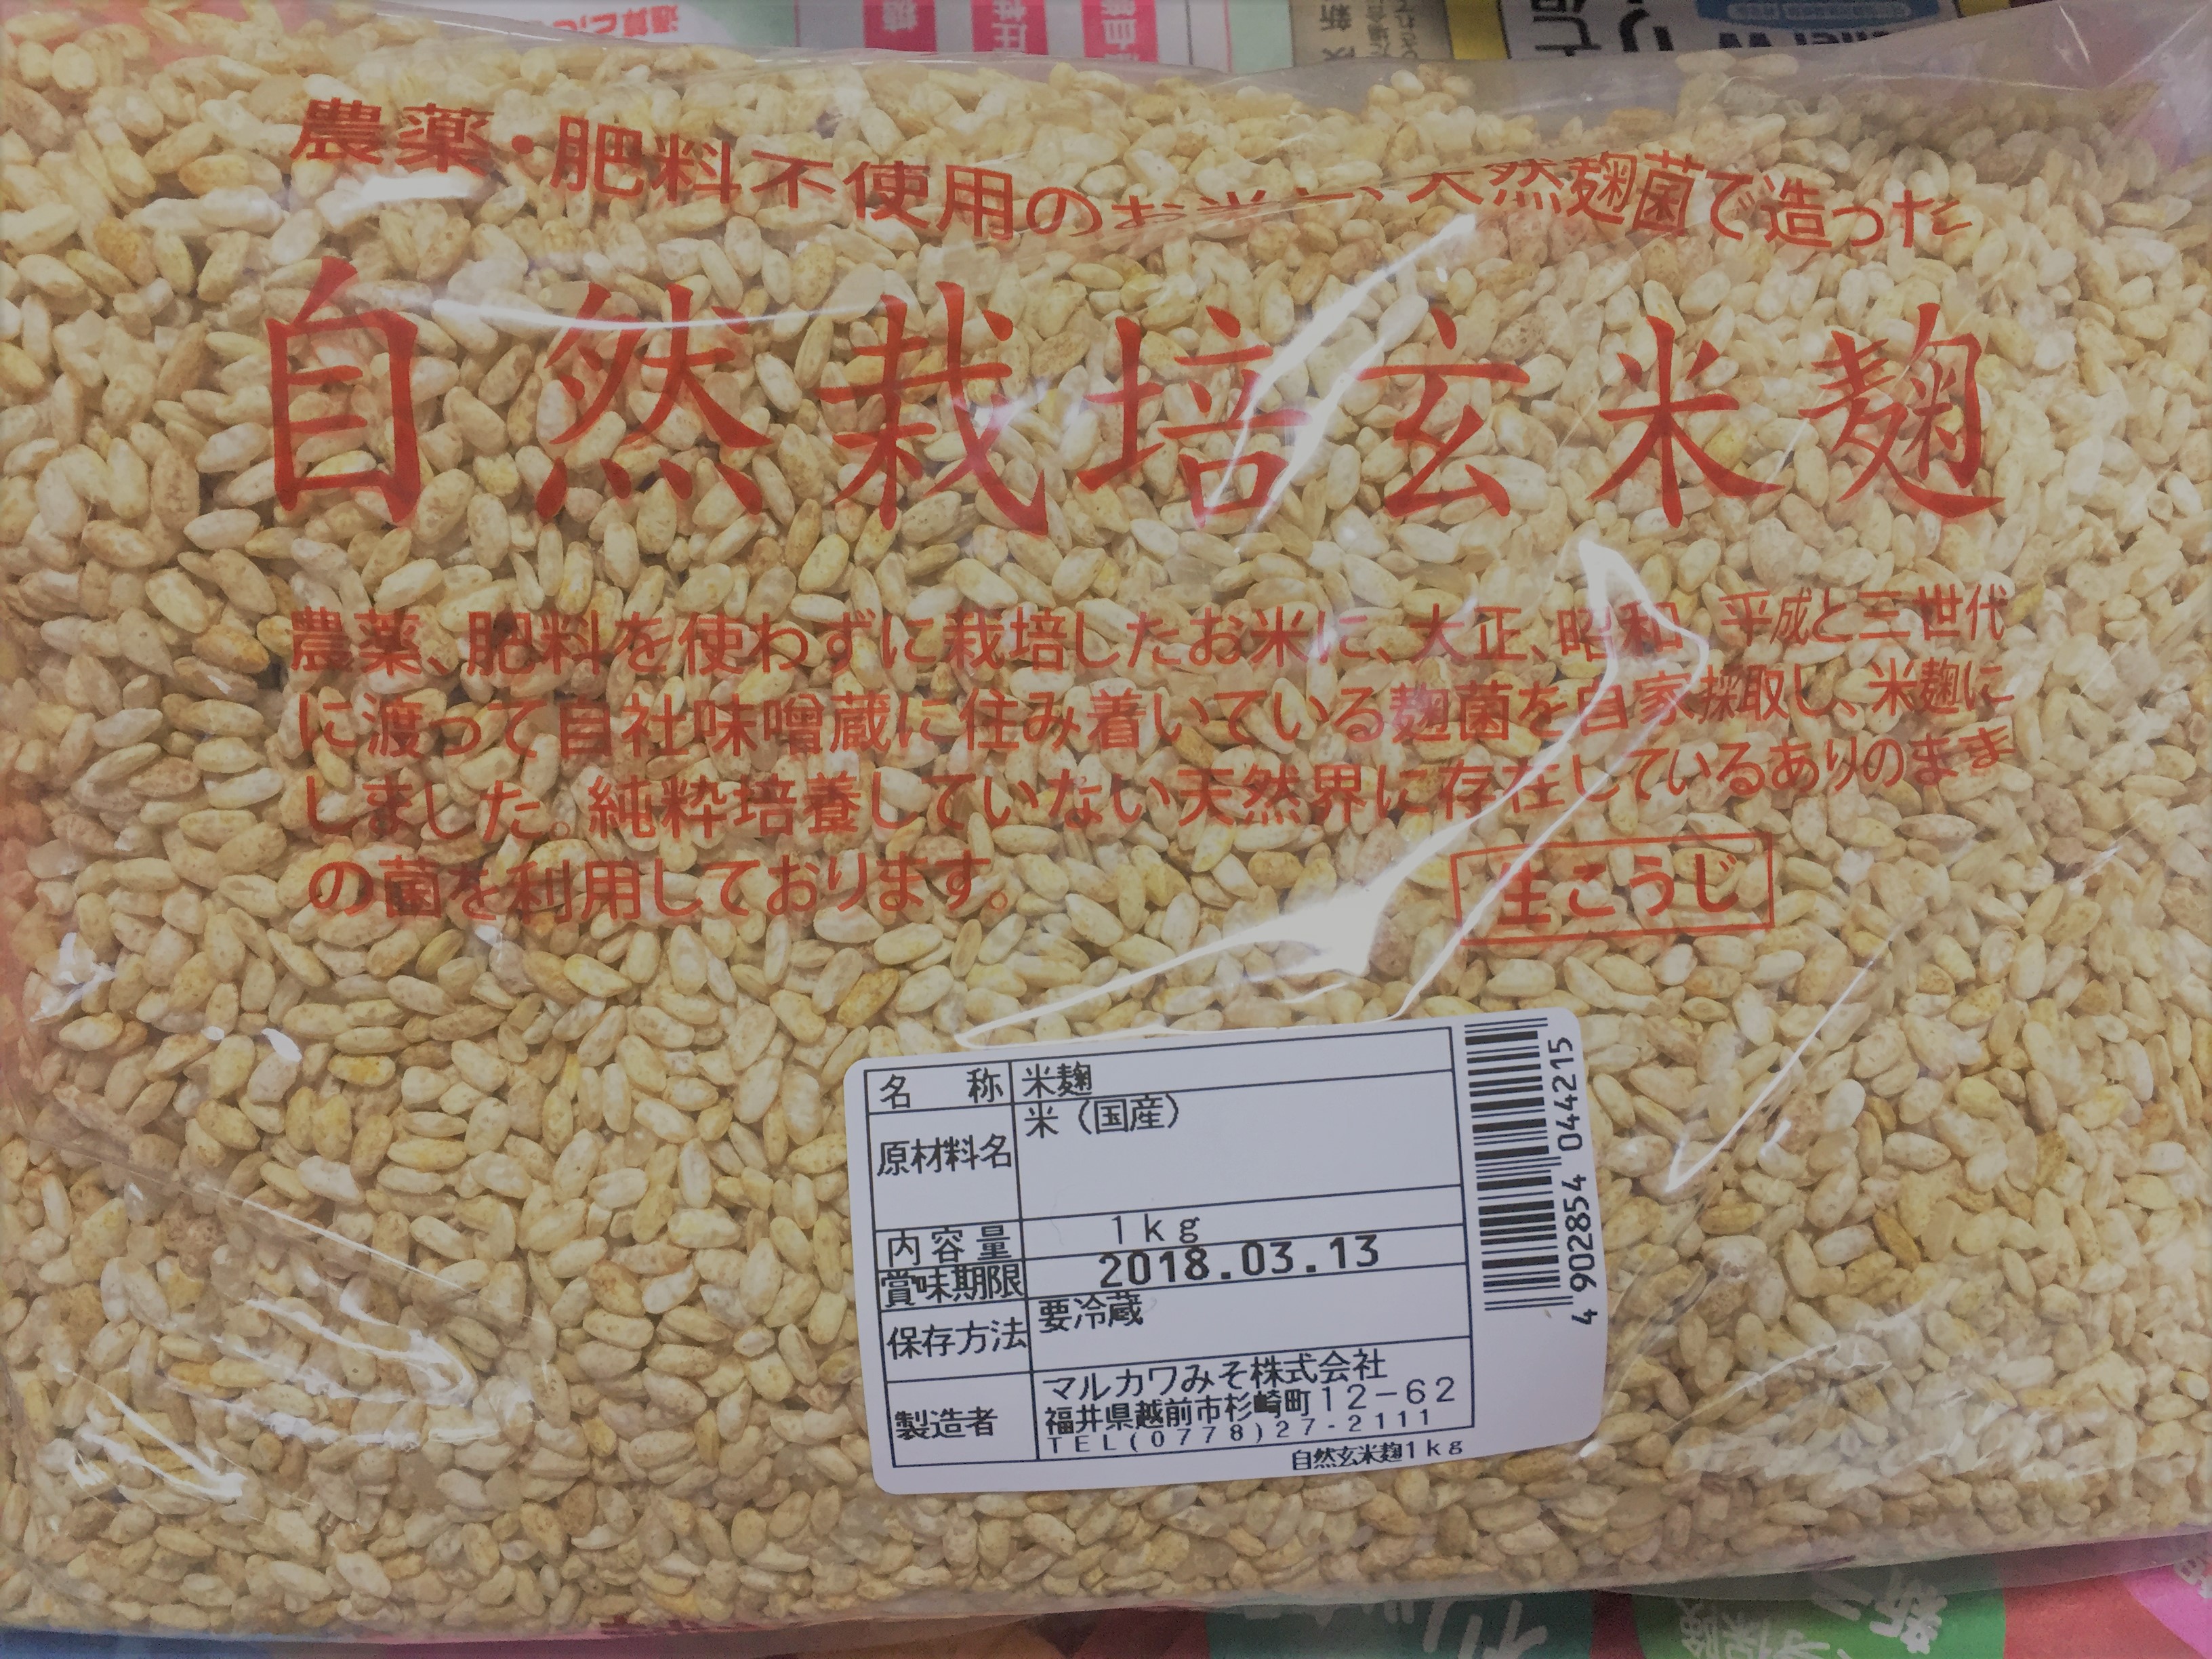 農薬・肥料不使用のお米と、天然麹菌で造った
自然栽培玄米麹
農薬、肥料を使わずに栽培したお米に、大正、昭和、平成と三世代
に渡って自社味噌蔵に住み着いている麹菌を自家採取し、米麹に
しました。純粋培養していない天然界に存在しているありのまま
の菌を利用しております。
生こうじ
名称 米麹
原材料名 米（国産）
内容量 1kg
賞味期限 2018.03.13
保存方法 要冷蔵
製造者 マルカワみそ株式会社
福井県越前市杉崎町12-62
TEL(0778)27-2111
自然玄米麹1kg
4 902854 044215